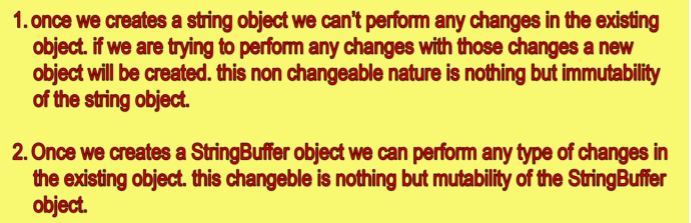 1. once we creates a string object we can't perform any changes in the existing
object. if we are trying to perform any changes with those changes a new
object will be created. this non changeable nature is nothing but immutability
of the string object.
2. Once we creates a StringBuffer object we can perform any type of changes in
the existing object. this changeble is nothing but mutability of the StringBuffer
object.